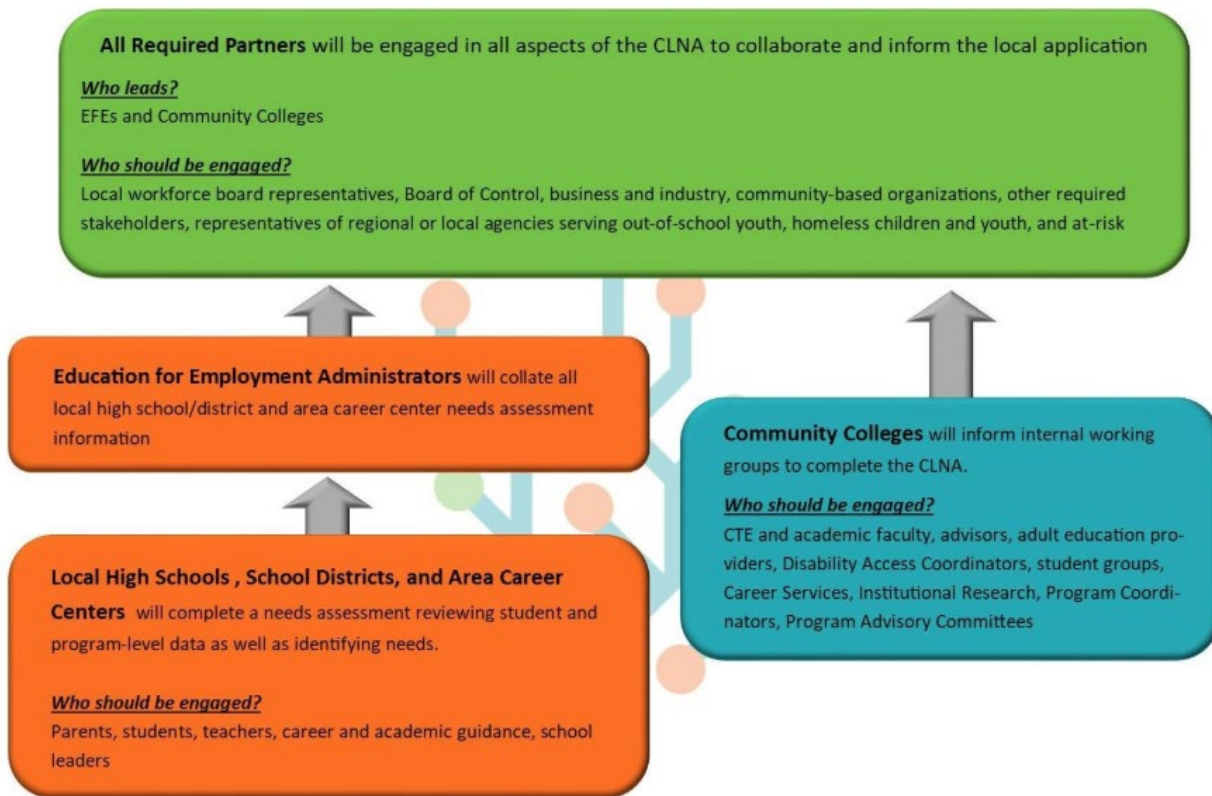 All Required Partners will be engaged in all aspects of the CLNA to collaborate and inform the local application
Who leads?
EFEs and Community Colleges
Who should be engaged?
Local workforce board representatives, Board of Control, business and industry, community-based organizations, other required
stakeholders, representatives of regional or local agencies serving out-of-school youth, homeless children and youth, and at-risk
Education for Employment Administrators will collate all
local high school/district and area career center needs assessment
information
Local High Schools , School Districts, and Area Career
Centers will complete a needs assessment reviewing student and
program-level data as well as identifying needs.
Who should be engaged?
Parents, students, teachers, career and academic guidance, school
leaders
Community Colleges will inform internal working
groups to complete the CLNA.
Who should be engaged?
CTE and academic faculty, advisors, adult education pro-
viders, Disability Access Coordinators, student groups,
Career Services, Institutional Research, Program Coordi-
nators, Program Advisory Committees